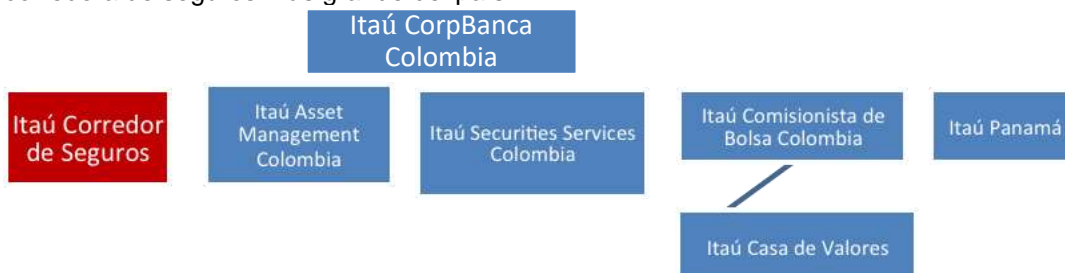 Itaú CorpBanca
Colombia
Itaú Corredor
de Seguros
Itaú Asset
Management
Colombia
Itaú Securities Services
Colombia
Itaú Comisionista de
Bolsa Colombia
Itaú Panamá
Itaú Casa de Valores